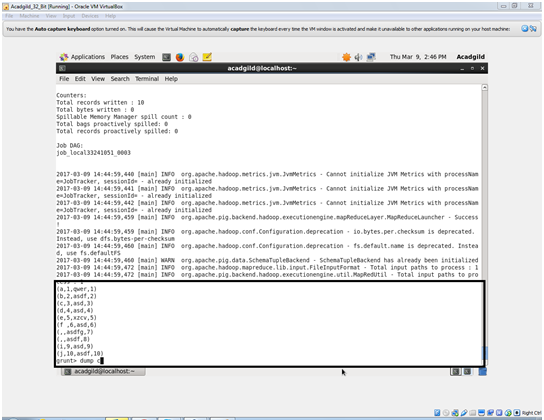 Acadgild_32_Bit [Running] - Oracle VM VirtualBox
File Machine View Input Devices Help
You have the Auto capture keyboard option turned on. This will cause the Virtual Machine to automatically capture the keyboard every time the VM window is activated and make it unavailable to other applications running on your host machine:
Applications Places System Thu Mar 9, 2:46 PM Acadgild
acadgild@localhost:~
File Edit View Search Terminal Help
Counters:
Total records written : 10
Total bytes written : 0
Spillable Memory Manager spill count : 0
Total bags proactively spilled: 0
Total records proactively spilled: 0
Job DAG:
job_local33241051_0003
2017-03-09 14:44:59,440 [main] INFO org.apache.hadoop.metrics.jvm.JvmMetrics - Cannot initialize JVM Metrics with processNam
e=JobTracker, sessionId= - already initialized
2017-03-09 14:44:59,441 [main] INFO org.apache.hadoop.metrics.jvm.JvmMetrics - Cannot initialize JVM Metrics with processNam
e=JobTracker, sessionId= - already initialized
2017-03-09 14:44:59,442 [main] INFO org.apache.hadoop.metrics.jvm.JvmMetrics - Cannot initialize JVM Metrics with processNam
e=JobTracker, sessionId= - already initialized
2017-03-09 14:44:59,459 [main] INFO org.apache.pig.backend.hadoop.executionengine.mapReduceLayer.MapReduceLauncher - Success
!
2017-03-09 14:44:59,459 [main] INFO org.apache.hadoop.conf.Configuration.deprecation - io.bytes.per.checksum is deprecated.
Instead, use dfs.bytes-per-checksum
2017-03-09 14:44:59,460 [main] INFO org.apache.hadoop.conf.Configuration.deprecation - fs.default.name is deprecated. Instea
d, use fs.defaultFS
2017-03-09 14:44:59,460 [main] WARN org.apache.pig.data.SchemaTupleBackend - SchemaTupleBackend has already been initialized
2017-03-09 14:44:59,472 [main] INFO org.apache.hadoop.mapreduce.lib.input.FileInputFormat - Total input paths to process : 1
2017-03-09 14:44:59,472 [main] INFO org.apache.pig.backend.hadoop.executionengine.util.MapRedUtil - Total input paths to pro
cess : 1
(a,1,qwer,1)
(b,2,asdf,2)
(c,3,asd,3)
(d,4,asd,4)
(e,5,xzcv,5)
(f ,6,asd,6)
(,,asdfg,7)
(,,asdf,8)
(i,9,asd,9)
(j,10,asdf,10)
grunt> dump c
acadgild@localhost:~
Right Ctrl